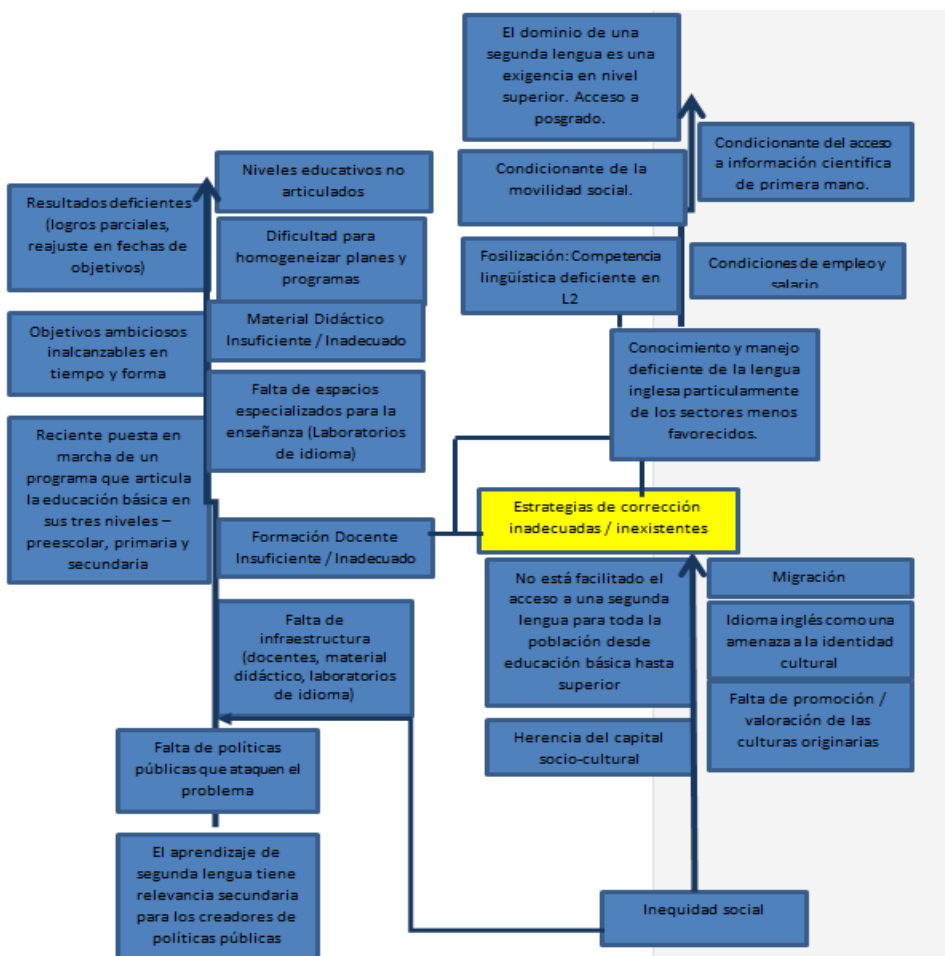 El dominio de una
segunda lengua es una
exigencia en nivel
superior. Acceso a
posgrado.
Condicionante del acceso
a información científica
de primera mano.
Condicionante de la
movilidad social.
Niveles educativos no
articulados
Resultados deficientes
(logros parciales,
reajuste en fechas de
objetivos)
Dificultad para
homogeneizar planes y
programas
Fosilización: Competencia
lingüística deficiente en
L2
Condiciones de empleo y
salario
Material Didáctico
Insuficiente / Inadecuado
Objetivos ambiciosos
inalcanzables en
tiempo y forma
Conocimiento y manejo
deficiente de la lengua
inglesa particularmente
de los sectores menos
favorecidos.
Falta de espacios
especializados para la
enseñanza (Laboratorios
de idioma)
Reciente puesta en
marcha de un
programa que articula
la educación básica en
sus tres niveles –
preescolar, primaria y
secundaria
Formación Docente
Insuficiente / Inadecuado
Estrategias de corrección
inadecuadas / inexistentes
No está facilitado el
acceso a una segunda
lengua para toda la
población desde
educación básica hasta
superior
Migración
Idioma inglés como una
amenaza a la identidad
cultural
Falta de
infraestructura
(docentes, material
didáctico, laboratorios
de idioma)
Falta de promoción /
valoración de las
culturas originarias
Herencia del capital
socio-cultural
Falta de políticas
públicas que ataquen el
problema
El aprendizaje de
segunda lengua tiene
relevancia secundaria
para los creadores de
políticas públicas
Inequidad social